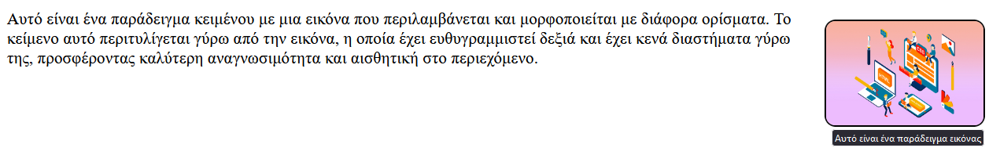 Αυτό είναι ένα παράδειγμα κειμένου με μια εικόνα που περιλαμβάνεται και μορφοποιείται με διάφορα ορίσματα. Το
κείμενο αυτό περιτυλίγεται γύρω από την εικόνα, η οποία έχει ευθυγραμμιστεί δεξιά και έχει κενά διαστήματα γύρω
της, προσφέροντας καλύτερη αναγνωσιμότητα και αισθητική στο περιεχόμενο.
CSS
HTML
Αυτό είναι ένα παράδειγμα εικόνας